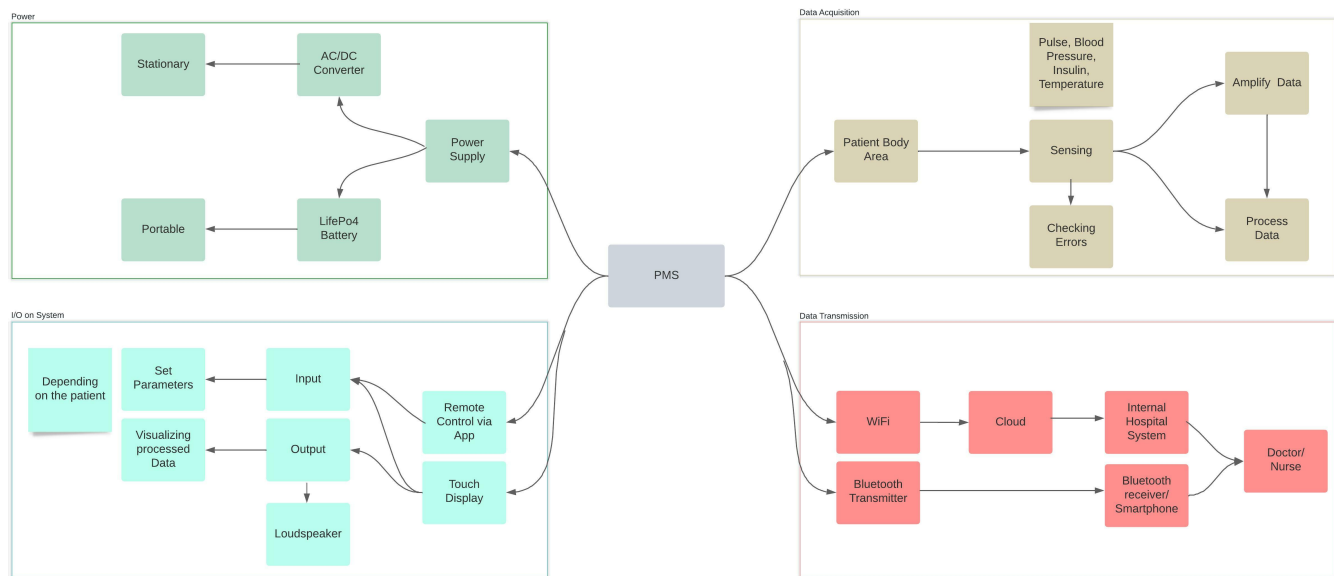 Power
Stationary
AC/DC
Converter
Power
Supply
Portable
LifePo4
Battery
Data Acquisition
Pulse, Blood
Pressure,
Insulin,
Temperature
Amplify  Data
Patient Body
Area
Sensing
Checking
Errors
Process
Data
PMS
I/O on System
Depending
on the patient
Set
Parameters
Input
Remote
Control via
App
Visualizing
processed
Data
Output
Touch
Display
Loudspeaker
Data Transmission
WiFi
Cloud
Internal
Hospital
System
Doctor/
Nurse
Bluetooth
Transmitter
Bluetooth
receiver/
Smartphone